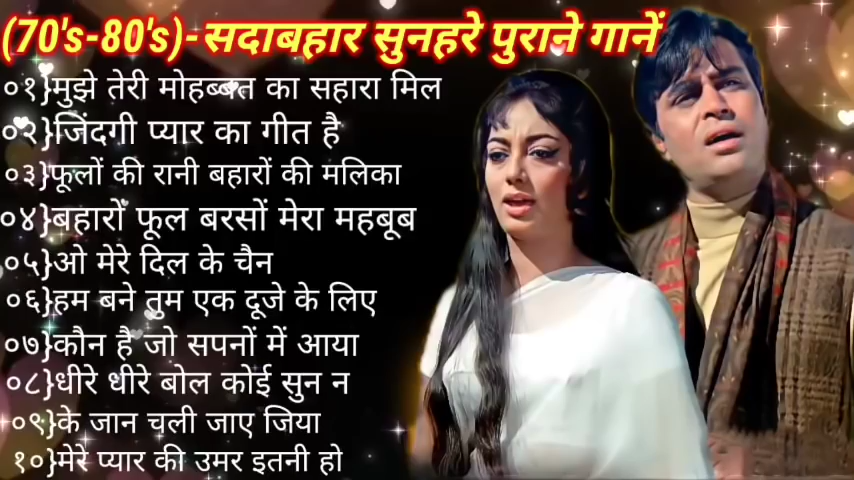 (70's-80's)-सदाबहार सुनहरे पुराने गानें
०१}मुझे तेरी मोहब्बत का सहारा मिल
०२}जिंदगी प्यार का गीत है
०३}फूलों की रानी बहारों की मलिका
०४}बहारों फूल बरसों मेरा महबूब
०५}ओ मेरे दिल के चैन
०६}हम बने तुम एक दूजे के लिए
०७}कौन है जो सपनों में आया
०८}धीरे धीरे बोल कोई सुन न
०९}के जान चली जाए जिया
१०}मेरे प्यार की उमर इतनी हो